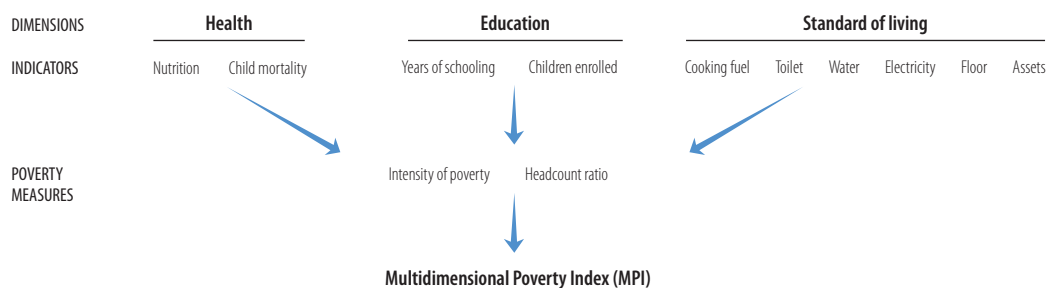 DIMENSIONS Health Education Standard of living
INDICATORS Nutrition Child mortality Years of schooling Children enrolled Cooking fuel Toilet Water Electricity Floor Assets
POVERTY Intensity of poverty Headcount ratio
MEASURES
Multidimensional Poverty Index (MPI)